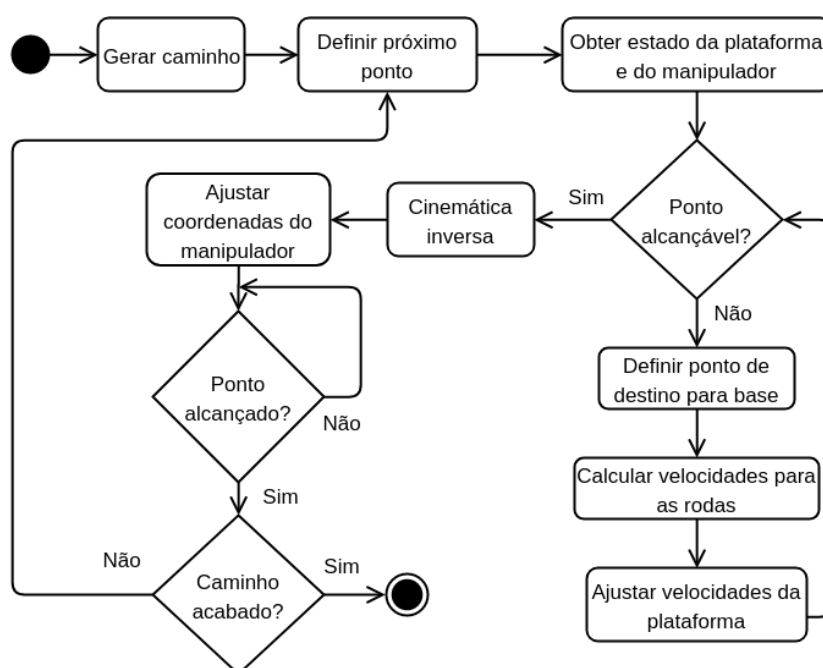 Gerar caminho
Definir próximo
ponto
Obter estado da plataforma
e do manipulador
Ponto
alcançável?
Sim
Cinemática
inversa
Ajustar
coordenadas do
manipulador
Ponto
alcançado?
Não
Sim
Caminho
acabado?
Não
Sim
Não
Definir ponto de
destino para base
Calcular velocidades para
as rodas
Ajustar velocidades da
plataforma